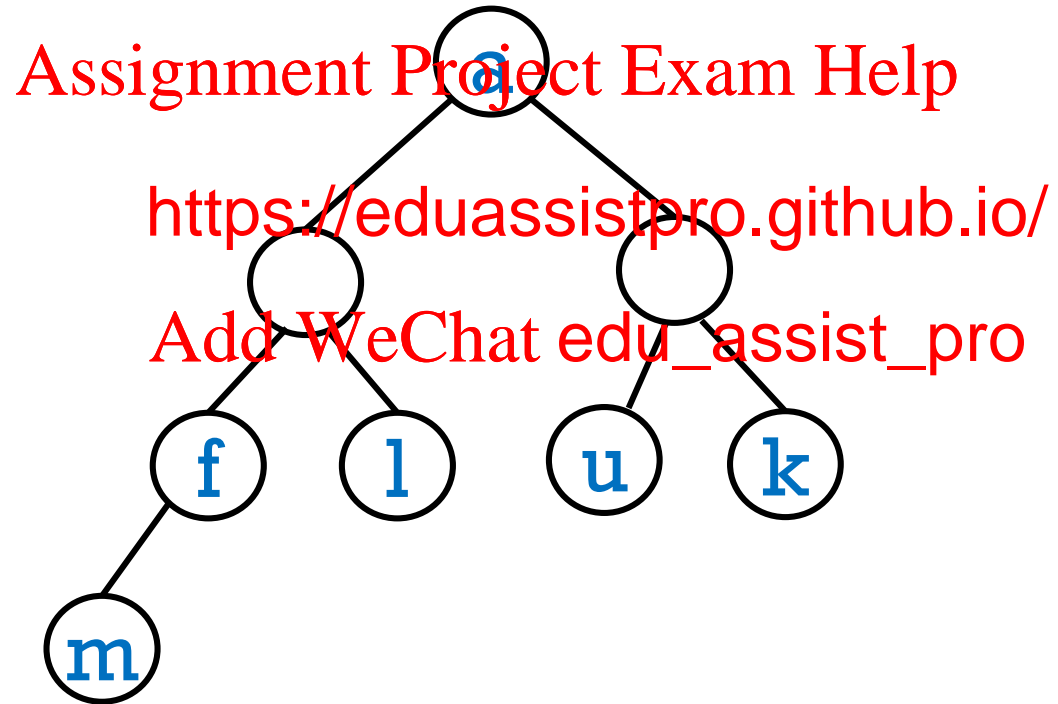 a
Assignment Project Exam Help
https://eduassistpro.github.io/
Add WeChat edu_assist_pro
f l u k
m